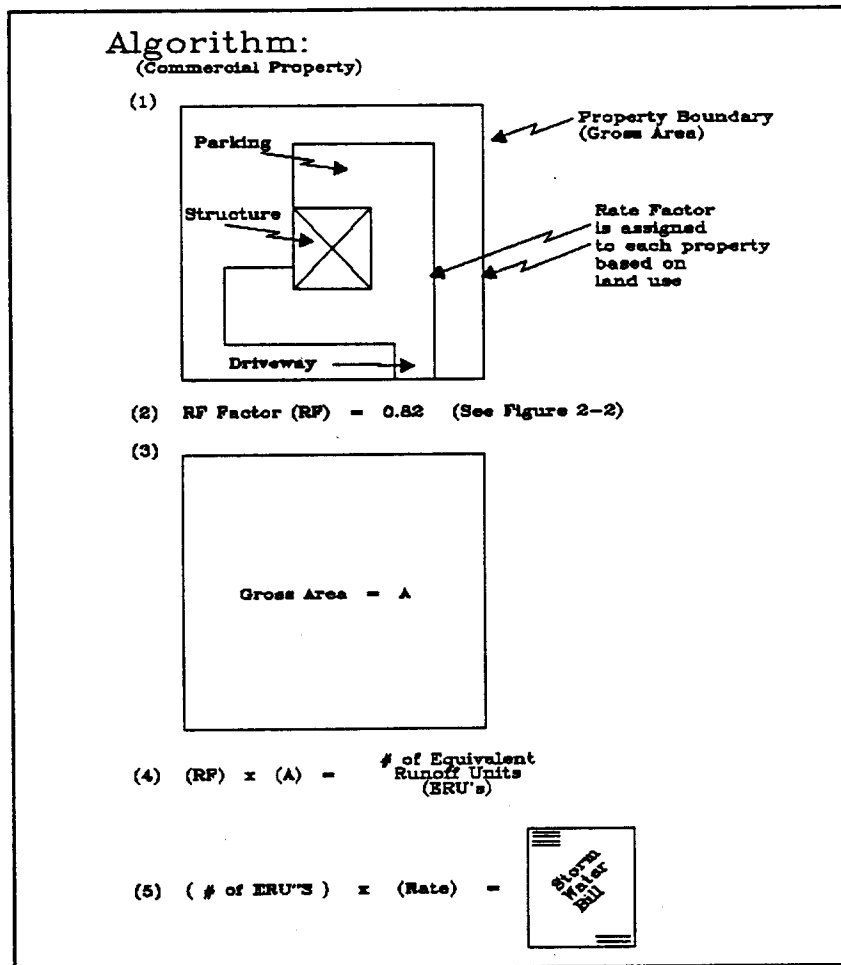 Algorithm:
(Commercial Property)
(1)
Property Boundary
(Gross Area)
Parking
Structure
Rate Factor
is assigned
to each property
based on
land use
Driveway
(2) RF Factor (RF) = 0.82 (See Figure 2-2)
(3)
Gross Area = A
(4) (RF) x (A) = # of Equivalent
Runoff Units
(ERU's)
(5) ( # of ERU"S ) x (Rate) =
Storm
Water
Bill